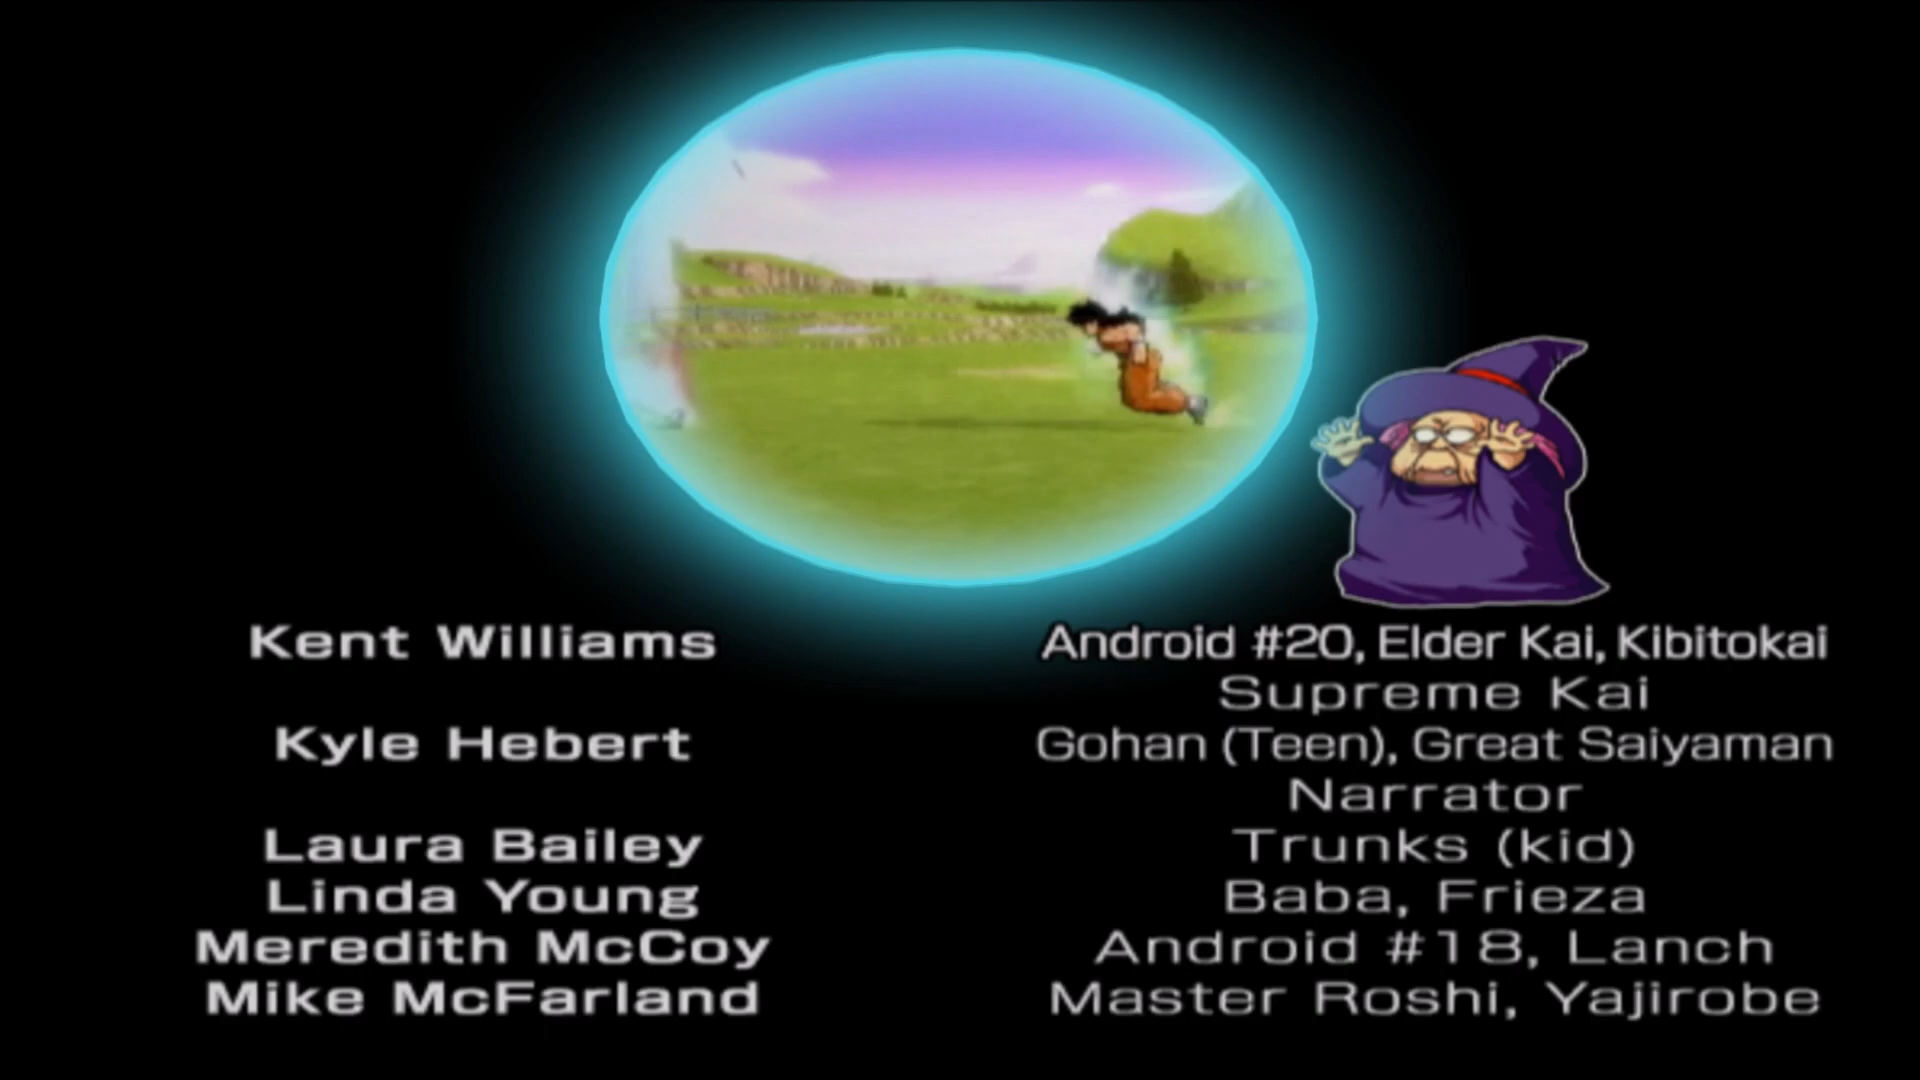 Kent Williams Android #20, Elder Kai, Kibitokai
Supreme Kai
Kyle Hebert Gohan (Teen), Great Saiyaman
Narrator
Laura Bailey Trunks (kid)
Linda Young Baba, Frieza
Meredith McCoy Android #18, Lanch
Mike McFarland Master Roshi, Yajirobe